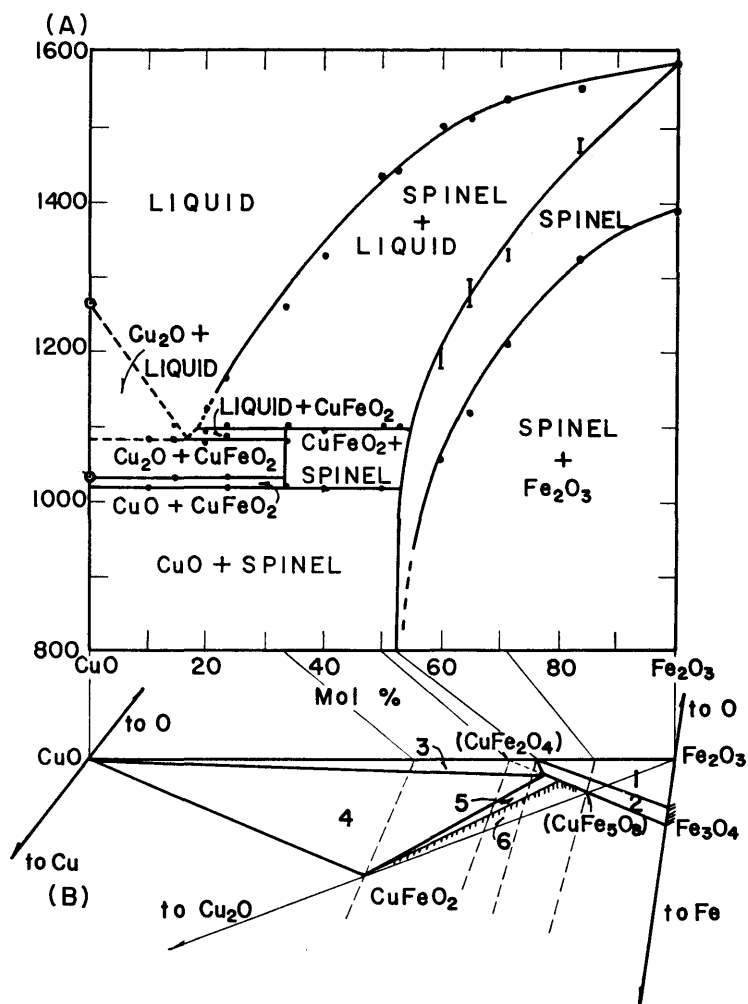 (A)
1600
1400
1200
1000
800
LIQUID
SPINEL
+
LIQUID
SPINEL
Cu₂O +
LIQUID
LIQUID + CuFeO₂
CuFeO₂ +
SPINEL
Cu₂O + CuFeO₂
CuO + CuFeO₂
SPINEL
+
Fe₂O₃
CuO + SPINEL
CuO 20 40 60 80 Fe₂O₃
Mol %
to O
to O
CuO
3
(CuFe₂O₄)
Fe₂O₃
1
2
4
5
6
(CuFe₅O₈)
Fe₃O₄
to Cu
(B)
CuFeO₂
to Cu₂O
to Fe